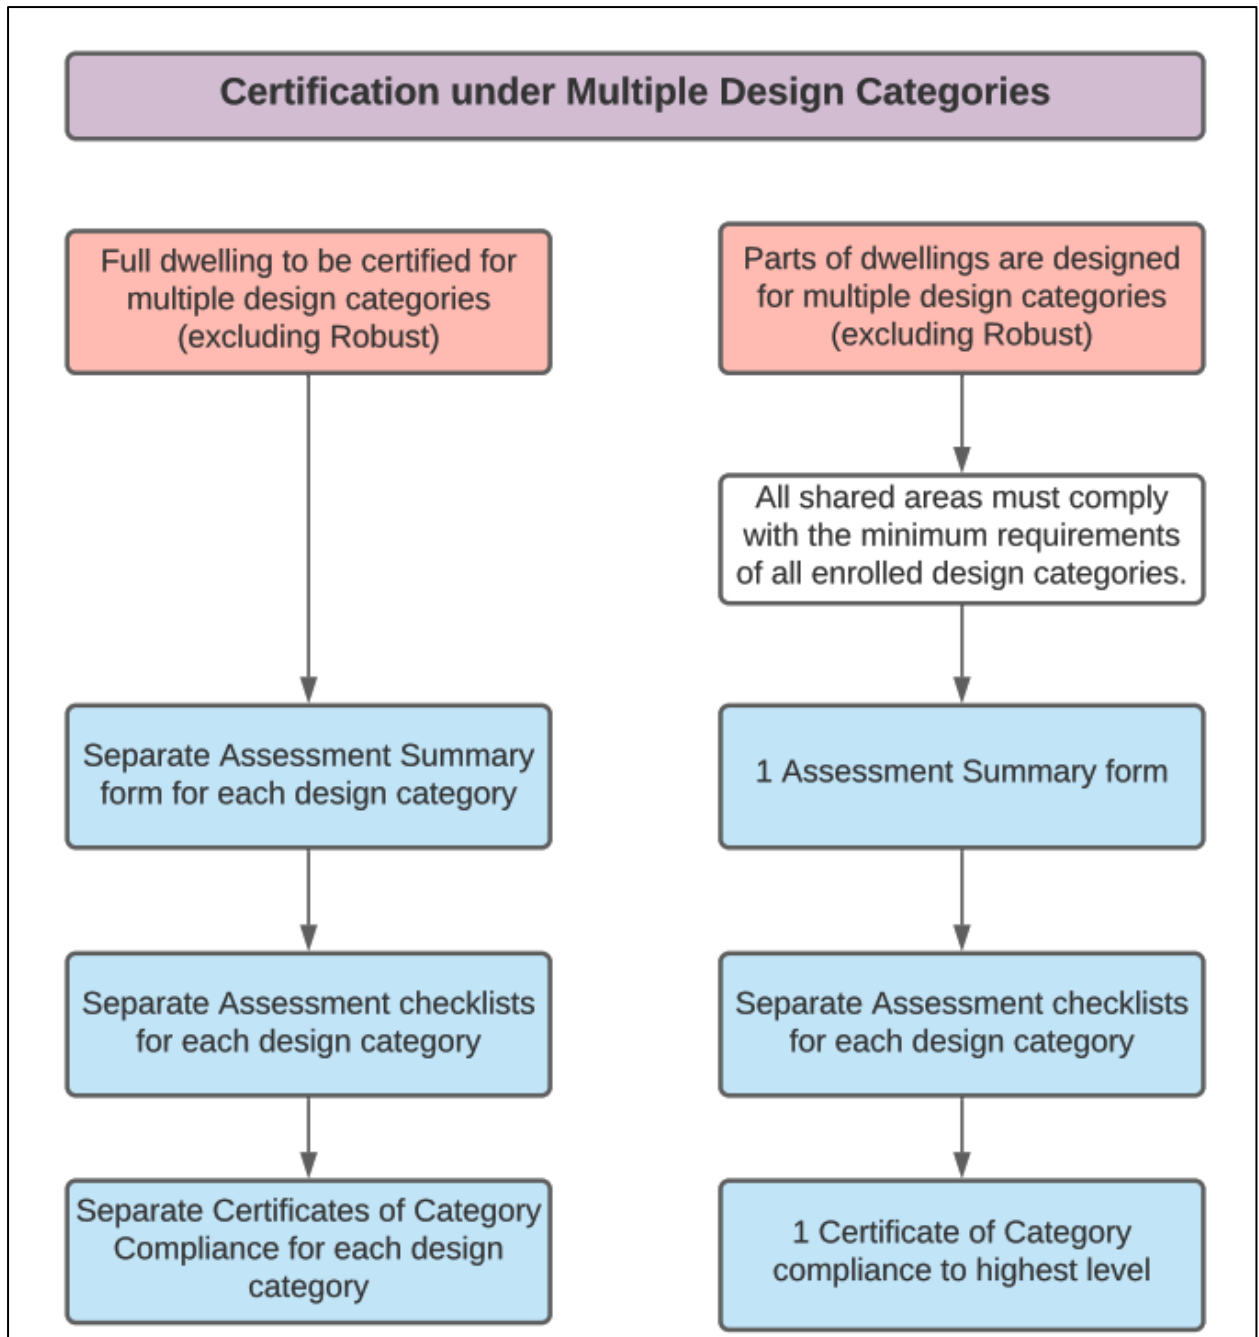 Certification under Multiple Design Categories
Full dwelling to be certified for
multiple design categories
(excluding Robust)
Separate Assessment Summary
form for each design category
Separate Assessment checklists
for each design category
Separate Certificates of Category
Compliance for each design
category
Parts of dwellings are designed
for multiple design categories
(excluding Robust)
All shared areas must comply
with the minimum requirements
of all enrolled design categories.
1 Assessment Summary form
Separate Assessment checklists
for each design category
1 Certificate of Category
compliance to highest level